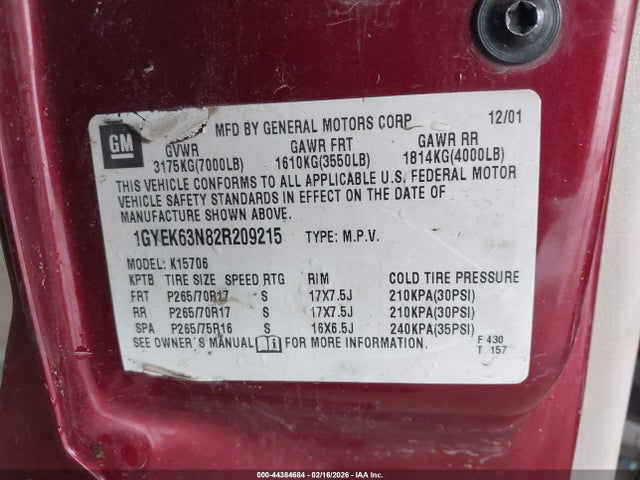 GM
MFD BY GENERAL MOTORS CORP 12/01
GVWR GAWR FRT GAWR RR
3175KG(7000LB) 1610KG(3550LB) 1814KG(4000LB)
THIS VEHICLE CONFORMS TO ALL APPLICABLE U.S. FEDERAL MOTOR
VEHICLE SAFETY STANDARDS IN EFFECT ON THE DATE OF
MANUFACTURE SHOWN ABOVE.
1GYEK63N82R209215 TYPE: M.P.V.
MODEL: K15706
KPTB TIRE SIZE SPEED RTG RIM COLD TIRE PRESSURE
FRT P265/70R17 S 17X7.5J 210KPA(30PSI)
RR P265/70R17 S 17X7.5J 210KPA(30PSI)
SPA P265/75R16 S 16X6.5J 240KPA(35PSI)
SEE OWNER'S MANUAL FOR MORE INFORMATION. F 430
T 157
000-44384684 - 02/16/2026 - IAA Inc.